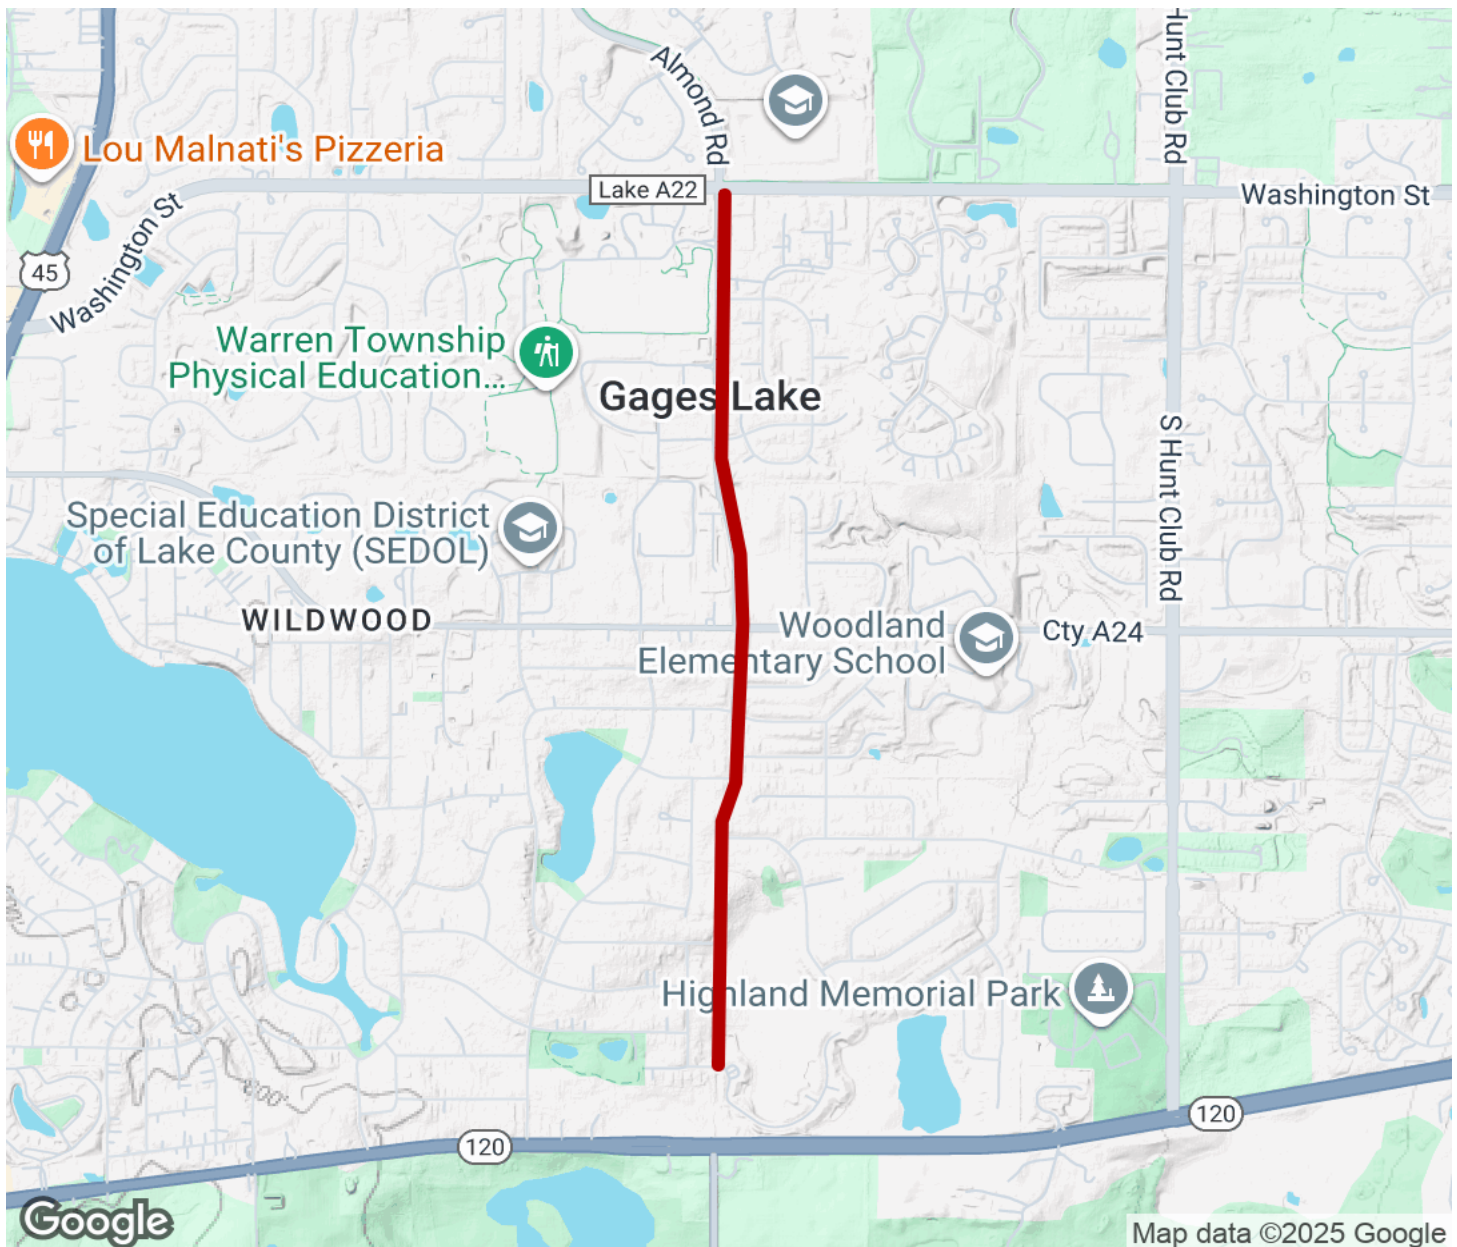 Almond Rd
Hunt Club Rd
Lou Malnati's Pizzeria
Lake A22
Washington St
Washington St
45
Warren Township
Physical Education...
Gages Lake
S Hunt Club Rd
Special Education District
of Lake County (SEDOL)
WILDWOOD
Woodland
Elementary School
Cty A24
Highland Memorial Park
800
120
120
Google
Map data ©2025 Google